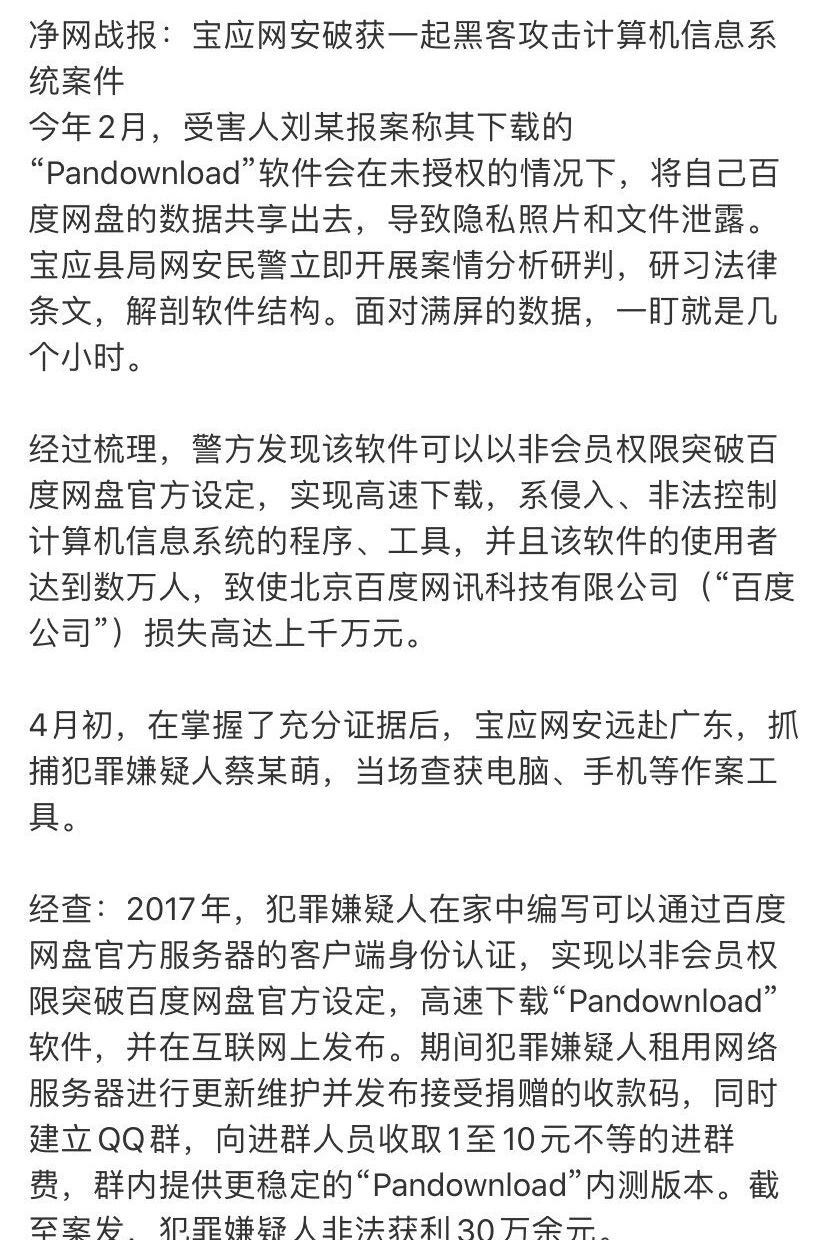 净网战报：宝应网安破获一起黑客攻击计算机信息系
统案件
今年2月，受害人刘某报案称其下载的
“Pandownload”软件会在未授权的情况下，将自己百
度网盘的数据共享出去，导致隐私照片和文件泄露。
宝应县局网安民警立即开展案情分析研判，研习法律
条文，解剖软件结构。面对满屏的数据，一盯就是几
个小时。
经过梳理，警方发现该软件可以以非会员权限突破百
度网盘官方设定，实现高速下载，系侵入、非法控制
计算机信息系统的程序、工具，并且该软件的使用者
达到数万人，致使北京百度网讯科技有限公司（“百度
公司”）损失高达上千万元。
4月初，在掌握了充分证据后，宝应网安远赴广东，抓
捕犯罪嫌疑人蔡某萌，当场查获电脑、手机等作案工
具。
经查：2017年，犯罪嫌疑人在家中编写可以通过百度
网盘官方服务器的客户端身份认证，实现以非会员权
限突破百度网盘官方设定，高速下载“Pandownload”
软件，并在互联网上发布。期间犯罪嫌疑人租用网络
服务器进行更新维护并发布接受捐赠的收款码，同时
建立QQ群，向进群人员收取1至10元不等的进群
费，群内提供更稳定的“Pandownload”内测版本。截
至案发，犯罪嫌疑人非法获利30万余元。